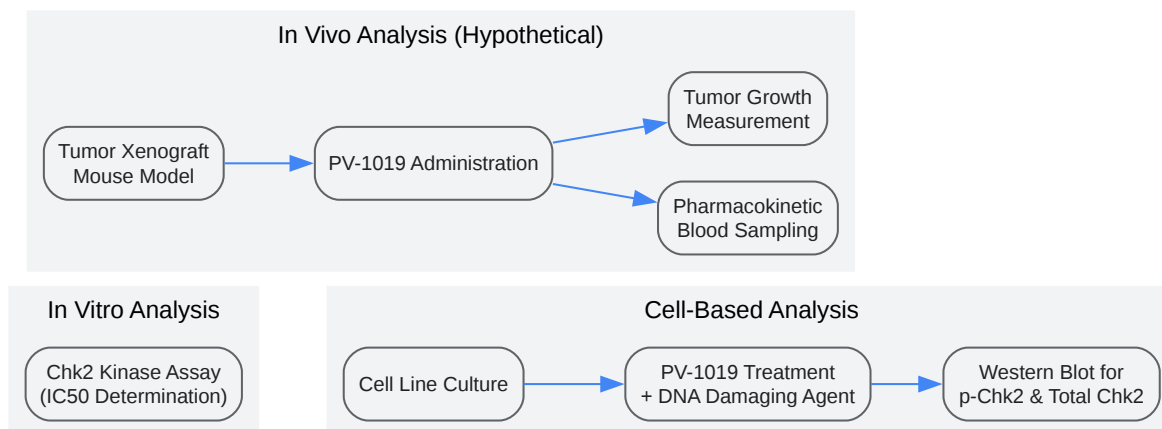 In Vivo Analysis (Hypothetical)
Tumor Xenograft
Mouse Model
PV-1019 Administration
Tumor Growth
Measurement
Pharmacokinetic
Blood Sampling
In Vitro Analysis
Chk2 Kinase Assay
(IC50 Determination)
Cell-Based Analysis
Cell Line Culture
PV-1019 Treatment
+ DNA Damaging Agent
Western Blot for
p-Chk2 & Total Chk2